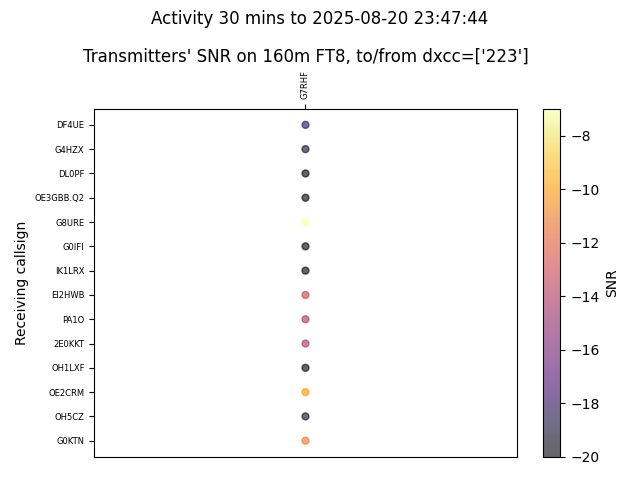 Activity 30 mins to 2025-08-20 23:47:44
Transmitters' SNR on 160m FT8, to/from dxcc=['223']
G7RHF
DF4UE
G4HZX
DL0PF
OE3GBB.Q2
G8URE
G0IFI
IK1LRX
EI2HWB
PA1O
2E0KKT
OH1LXF
OE2CRM
OH5CZ
G0KTN
Receiving callsign
−8
−10
−12
−14
−16
−18
−20
SNR